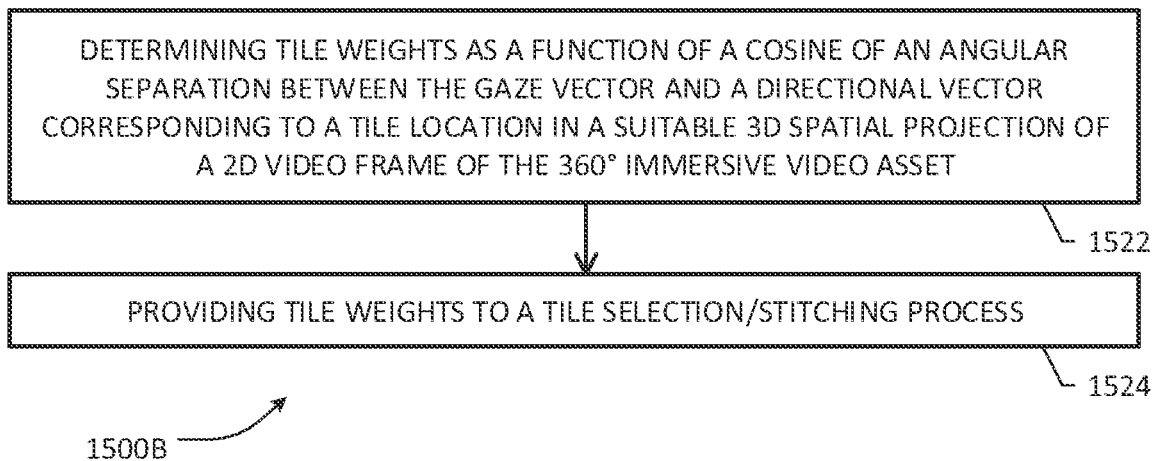 DETERMINING TILE WEIGHTS AS A FUNCTION OF A COSINE OF AN ANGULAR
SEPARATION BETWEEN THE GAZE VECTOR AND A DIRECTIONAL VECTOR
CORRESPONDING TO A TILE LOCATION IN A SUITABLE 3D SPATIAL PROJECTION OF
A 2D VIDEO FRAME OF THE 360° IMMERSIVE VIDEO ASSET
1522
PROVIDING TILE WEIGHTS TO A TILE SELECTION/STITCHING PROCESS
1524
1500B